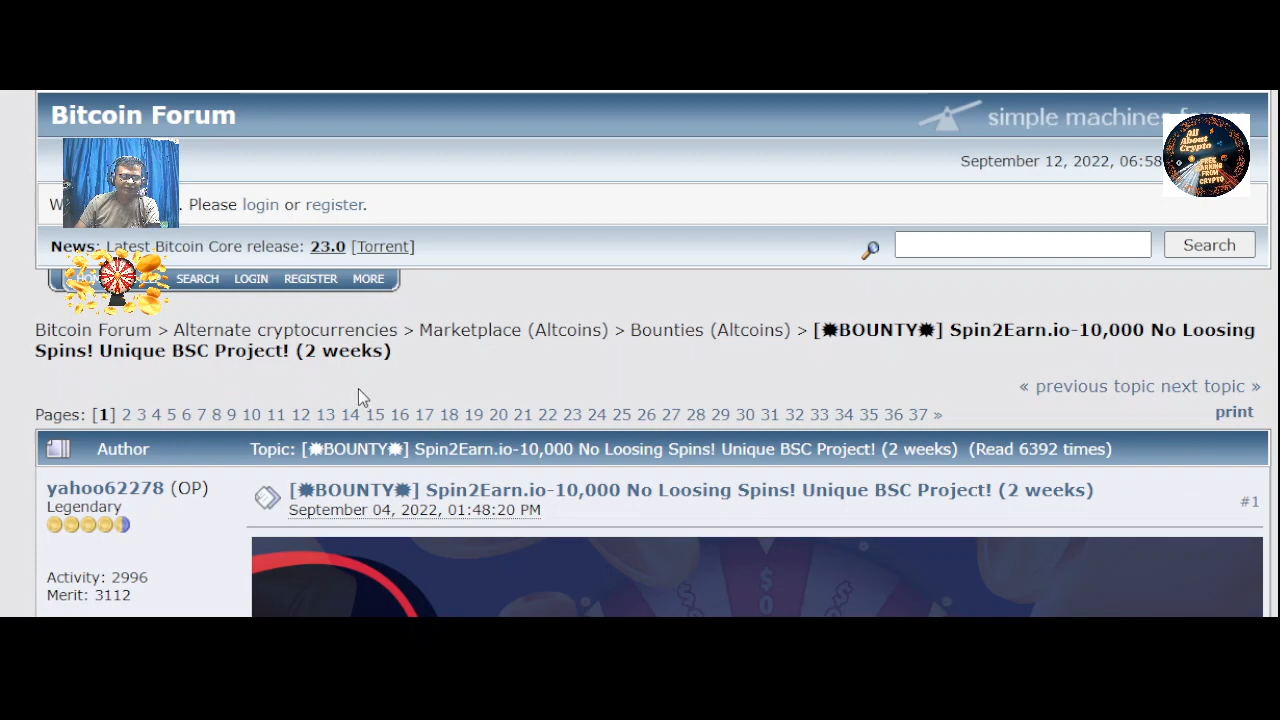 Bitcoin Forum
simple machines
September 12, 2022, 06:58
All About Crypto
FREE EARNING FROM CRYPTO
. Please login or register.
News: Latest Bitcoin Core release: 23.0 [Torrent]
Search
SEARCH LOGIN REGISTER MORE
Bitcoin Forum > Alternate cryptocurrencies > Marketplace (Altcoins) > Bounties (Altcoins) > [✹BOUNTY✹] Spin2Earn.io-10,000 No Loosing
Spins! Unique BSC Project! (2 weeks)
« previous topic next topic »
Pages: [1] 2 3 4 5 6 7 8 9 10 11 12 13 14 15 16 17 18 19 20 21 22 23 24 25 26 27 28 29 30 31 32 33 34 35 36 37 »
print
Author
Topic: [✹BOUNTY✹] Spin2Earn.io-10,000 No Loosing Spins! Unique BSC Project! (2 weeks) (Read 6392 times)
yahoo62278 (OP)
Legendary
Activity: 2996
Merit: 3112
[✹BOUNTY✹] Spin2Earn.io-10,000 No Loosing Spins! Unique BSC Project! (2 weeks)
September 04, 2022, 01:48:20 PM
#1